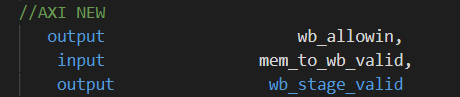 //AXI NEW
output wb_allowin,
input mem_to_wb_valid,
output wb_stage_valid